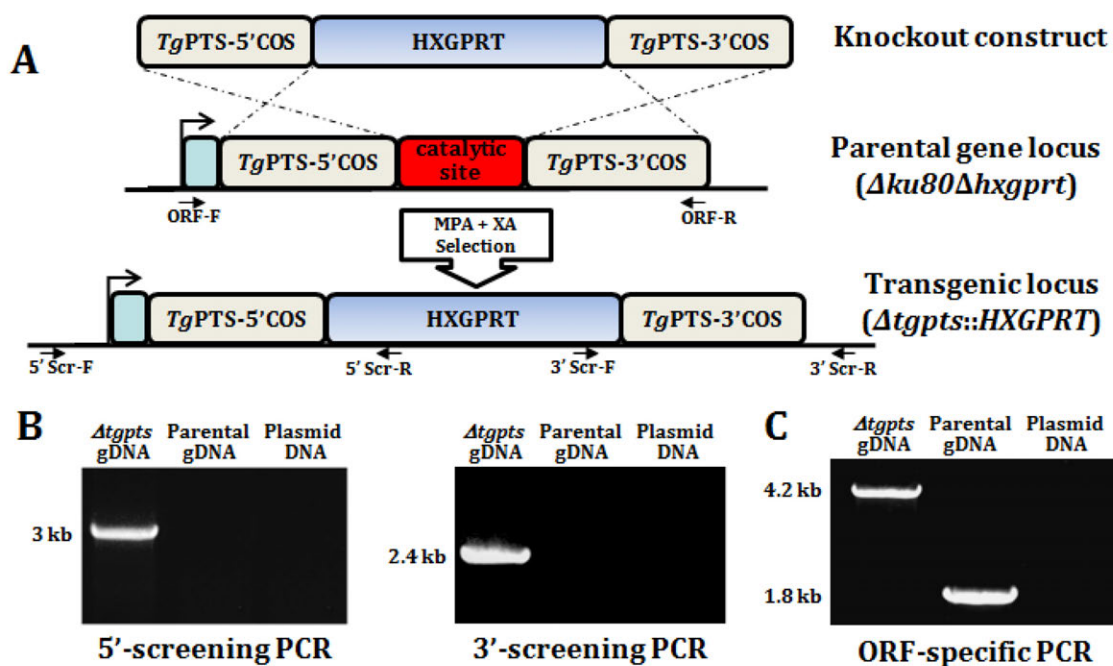 A
TgPTS-5’COS
HXGPRT
TgPTS-3’COS
Knockout construct
TgPTS-5’COS
catalytic
site
TgPTS-3’COS
Parental gene locus
(Δku80Δhxgprt)
ORF-F
ORF-R
MPA + XA
Selection
TgPTS-5’COS
HXGPRT
TgPTS-3’COS
Transgenic locus
(Δtgpts::HXGPRT)
5’ Scr-F
5’ Scr-R
3’ Scr-F
3’ Scr-R
B
Δtgpts
gDNA
Parental
gDNA
Plasmid
DNA
3 kb
5’-screening PCR
Δtgpts
gDNA
Parental
gDNA
Plasmid
DNA
2.4 kb
3’-screening PCR
C
Δtgpts
gDNA
Parental
gDNA
Plasmid
DNA
4.2 kb
1.8 kb
ORF-specific PCR